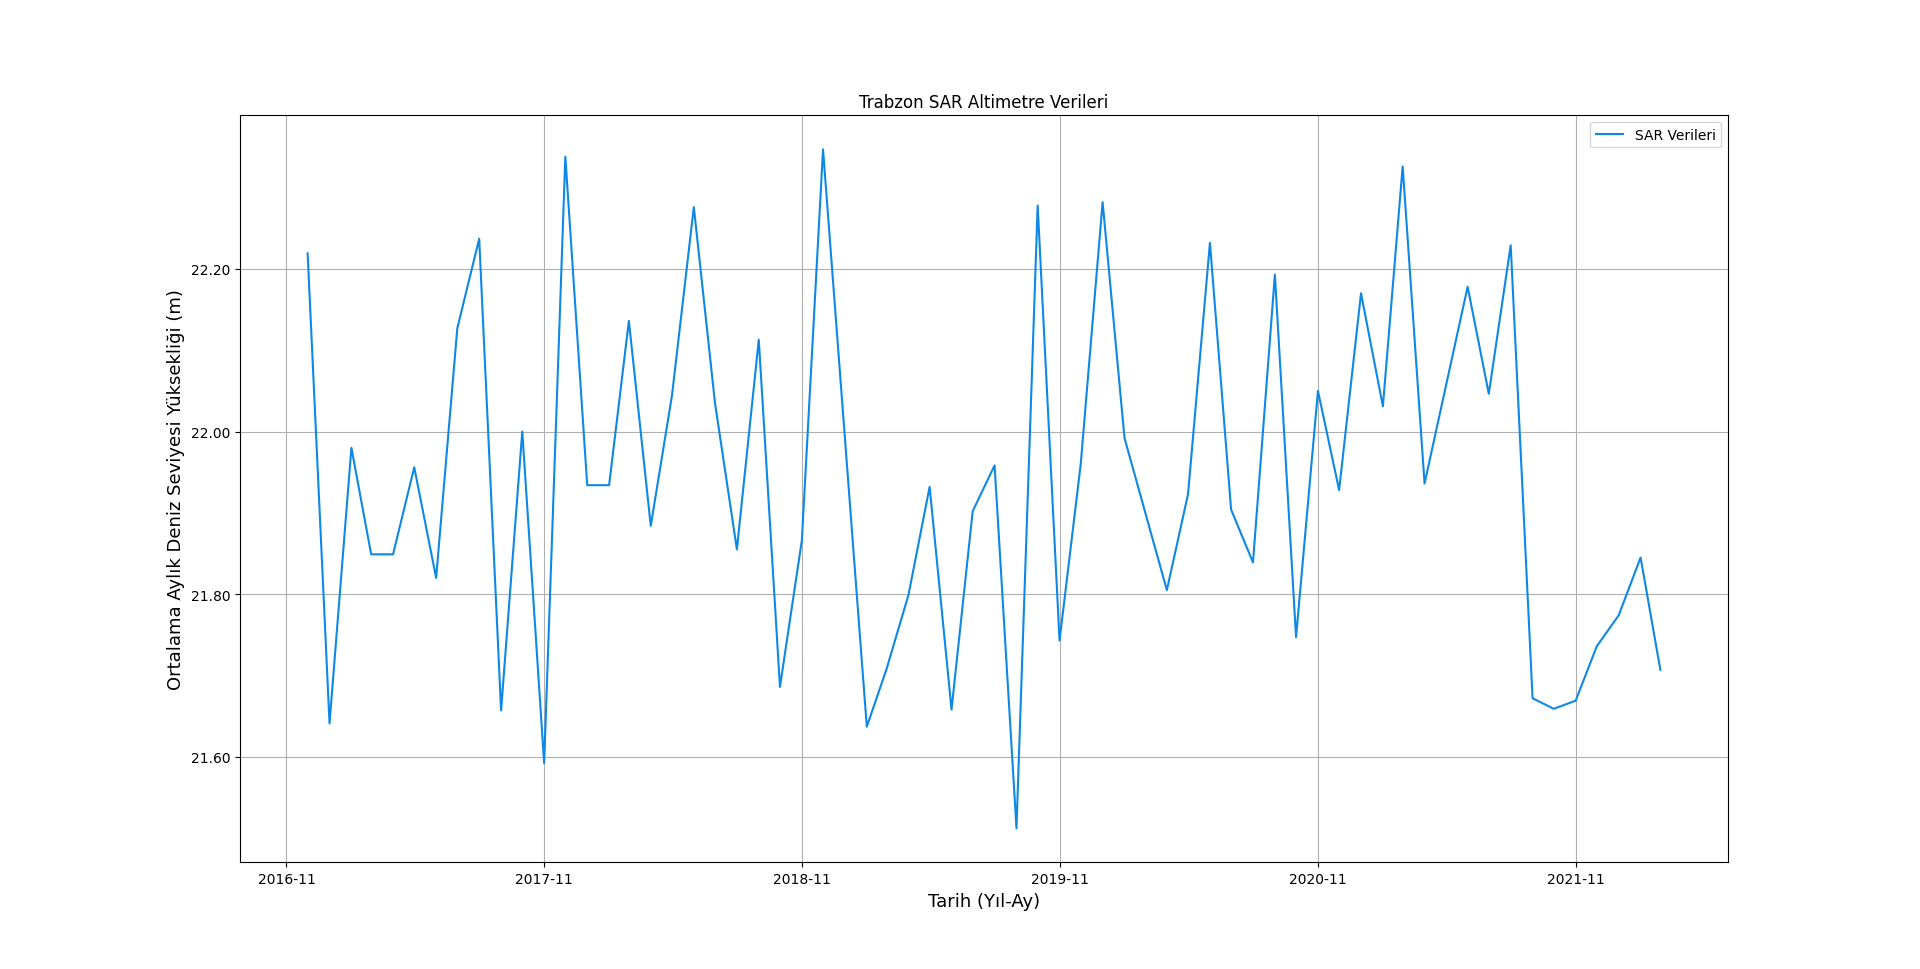 Trabzon SAR Altimetre Verileri
SAR Verileri
Ortalama Aylık Deniz Seviyesi Yüksekliği (m)
22.20
22.00
21.80
21.60
2016-11 2017-11 2018-11 2019-11 2020-11 2021-11
Tarih (Yıl-Ay)